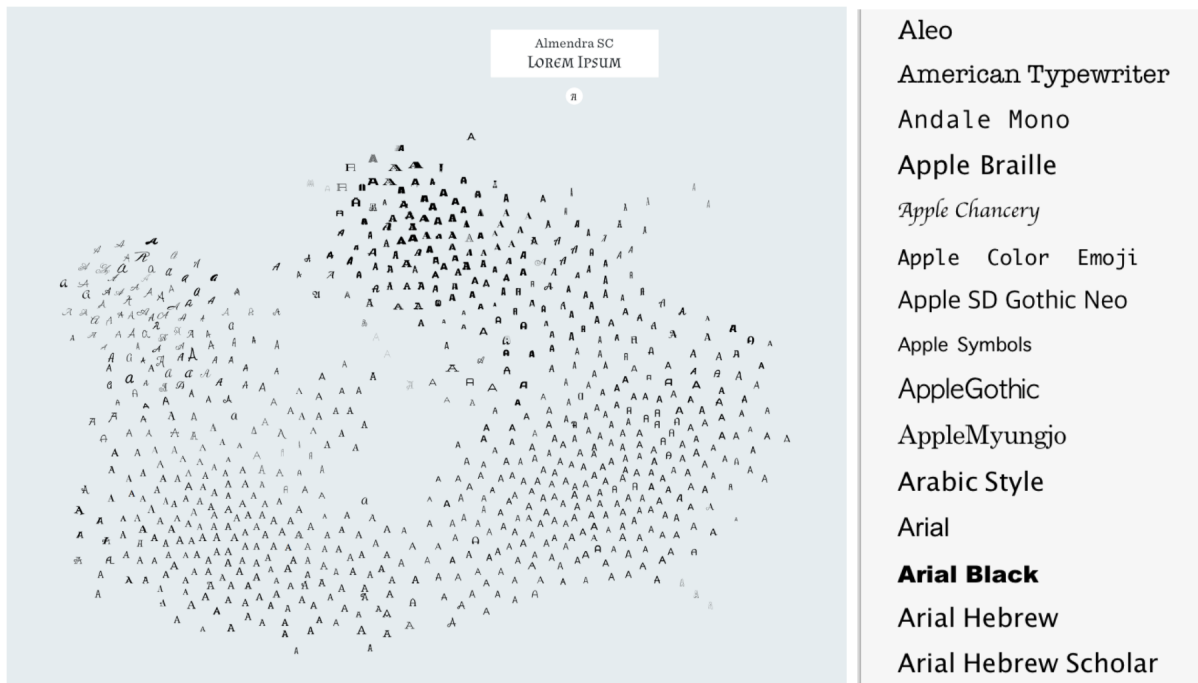 Almendra SC
Lorem Ipsum
A
Aleo
American Typewriter
Andale Mono
Apple Braille
Apple Chancery
Apple Color Emoji
Apple SD Gothic Neo
Apple Symbols
AppleGothic
AppleMyungjo
Arabic Style
Arial
Arial Black
Arial Hebrew
Arial Hebrew Scholar